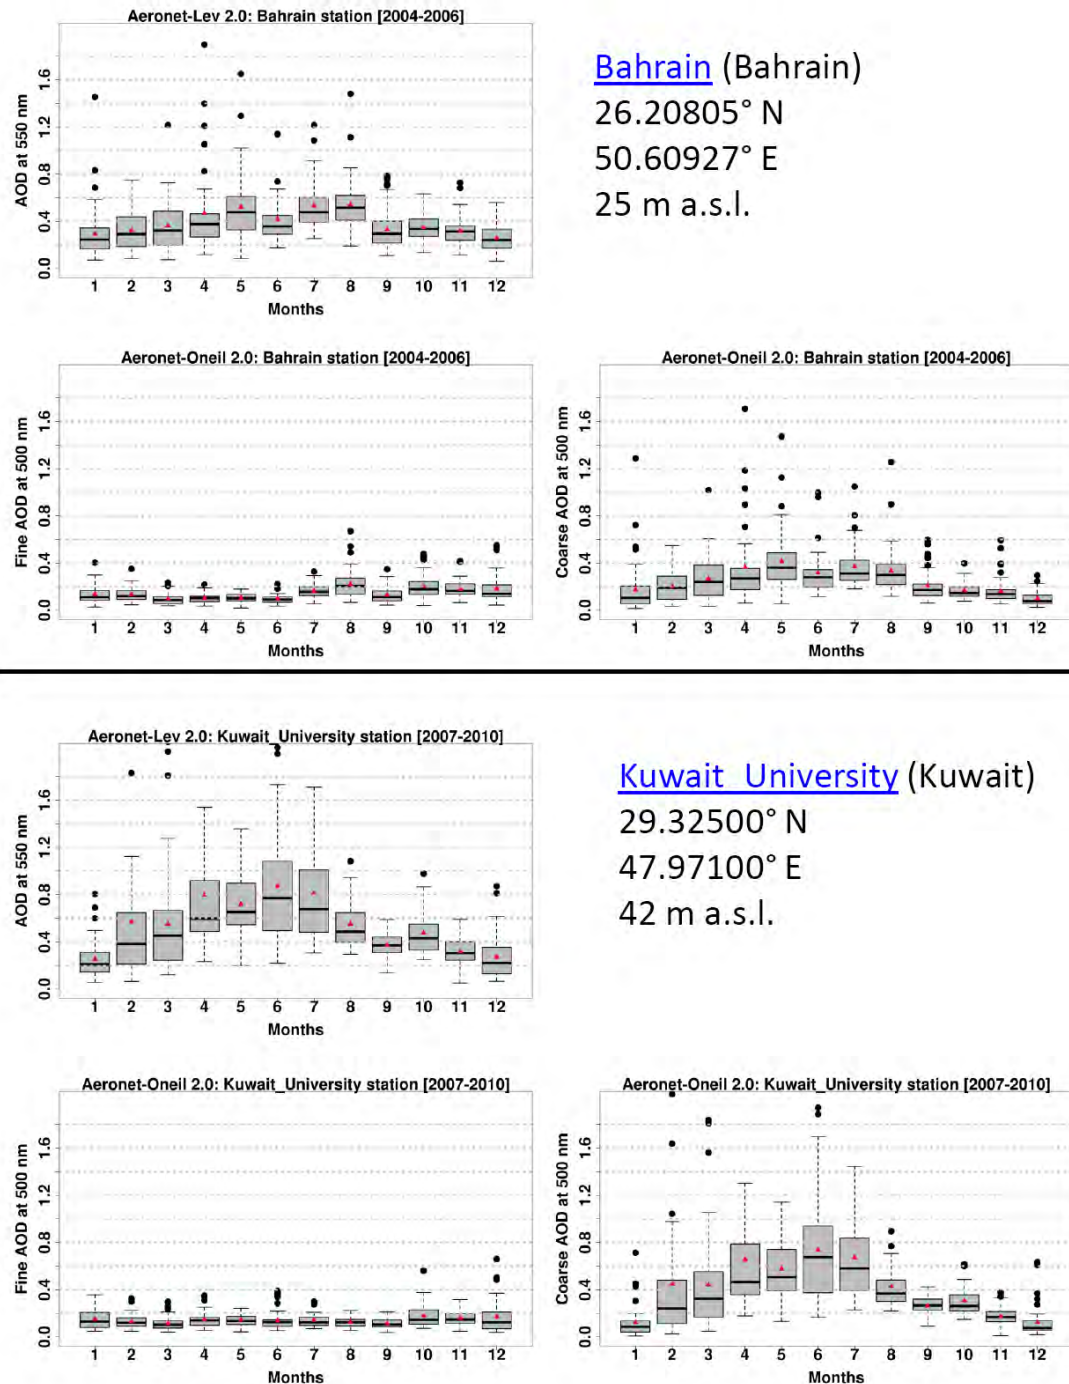 Aeronet-Lev 2.0: Bahrain station [2004-2006]
AOD at 550 nm
1.6
1.2
0.8
0.4
0.0
1 2 3 4 5 6 7 8 9 10 11 12
Months
Bahrain (Bahrain)
26.20805° N
50.60927° E
25 m a.s.l.
Aeronet-Oneil 2.0: Bahrain station [2004-2006]
Fine AOD at 500 nm
1.6
1.2
0.8
0.4
0.0
1 2 3 4 5 6 7 8 9 10 11 12
Months
Aeronet-Oneil 2.0: Bahrain station [2004-2006]
Coarse AOD at 500 nm
1.6
1.2
0.8
0.4
0.0
1 2 3 4 5 6 7 8 9 10 11 12
Months
Aeronet-Lev 2.0: Kuwait_University station [2007-2010]
AOD at 550 nm
1.6
1.2
0.8
0.4
0.0
1 2 3 4 5 6 7 8 9 10 11 12
Months
Kuwait_University (Kuwait)
29.32500° N
47.97100° E
42 m a.s.l.
Aeronet-Oneil 2.0: Kuwait_University station [2007-2010]
Fine AOD at 500 nm
1.6
1.2
0.8
0.4
0.0
1 2 3 4 5 6 7 8 9 10 11 12
Months
Aeronet-Oneil 2.0: Kuwait_University station [2007-2010]
Coarse AOD at 500 nm
1.6
1.2
0.8
0.4
0.0
1 2 3 4 5 6 7 8 9 10 11 12
Months